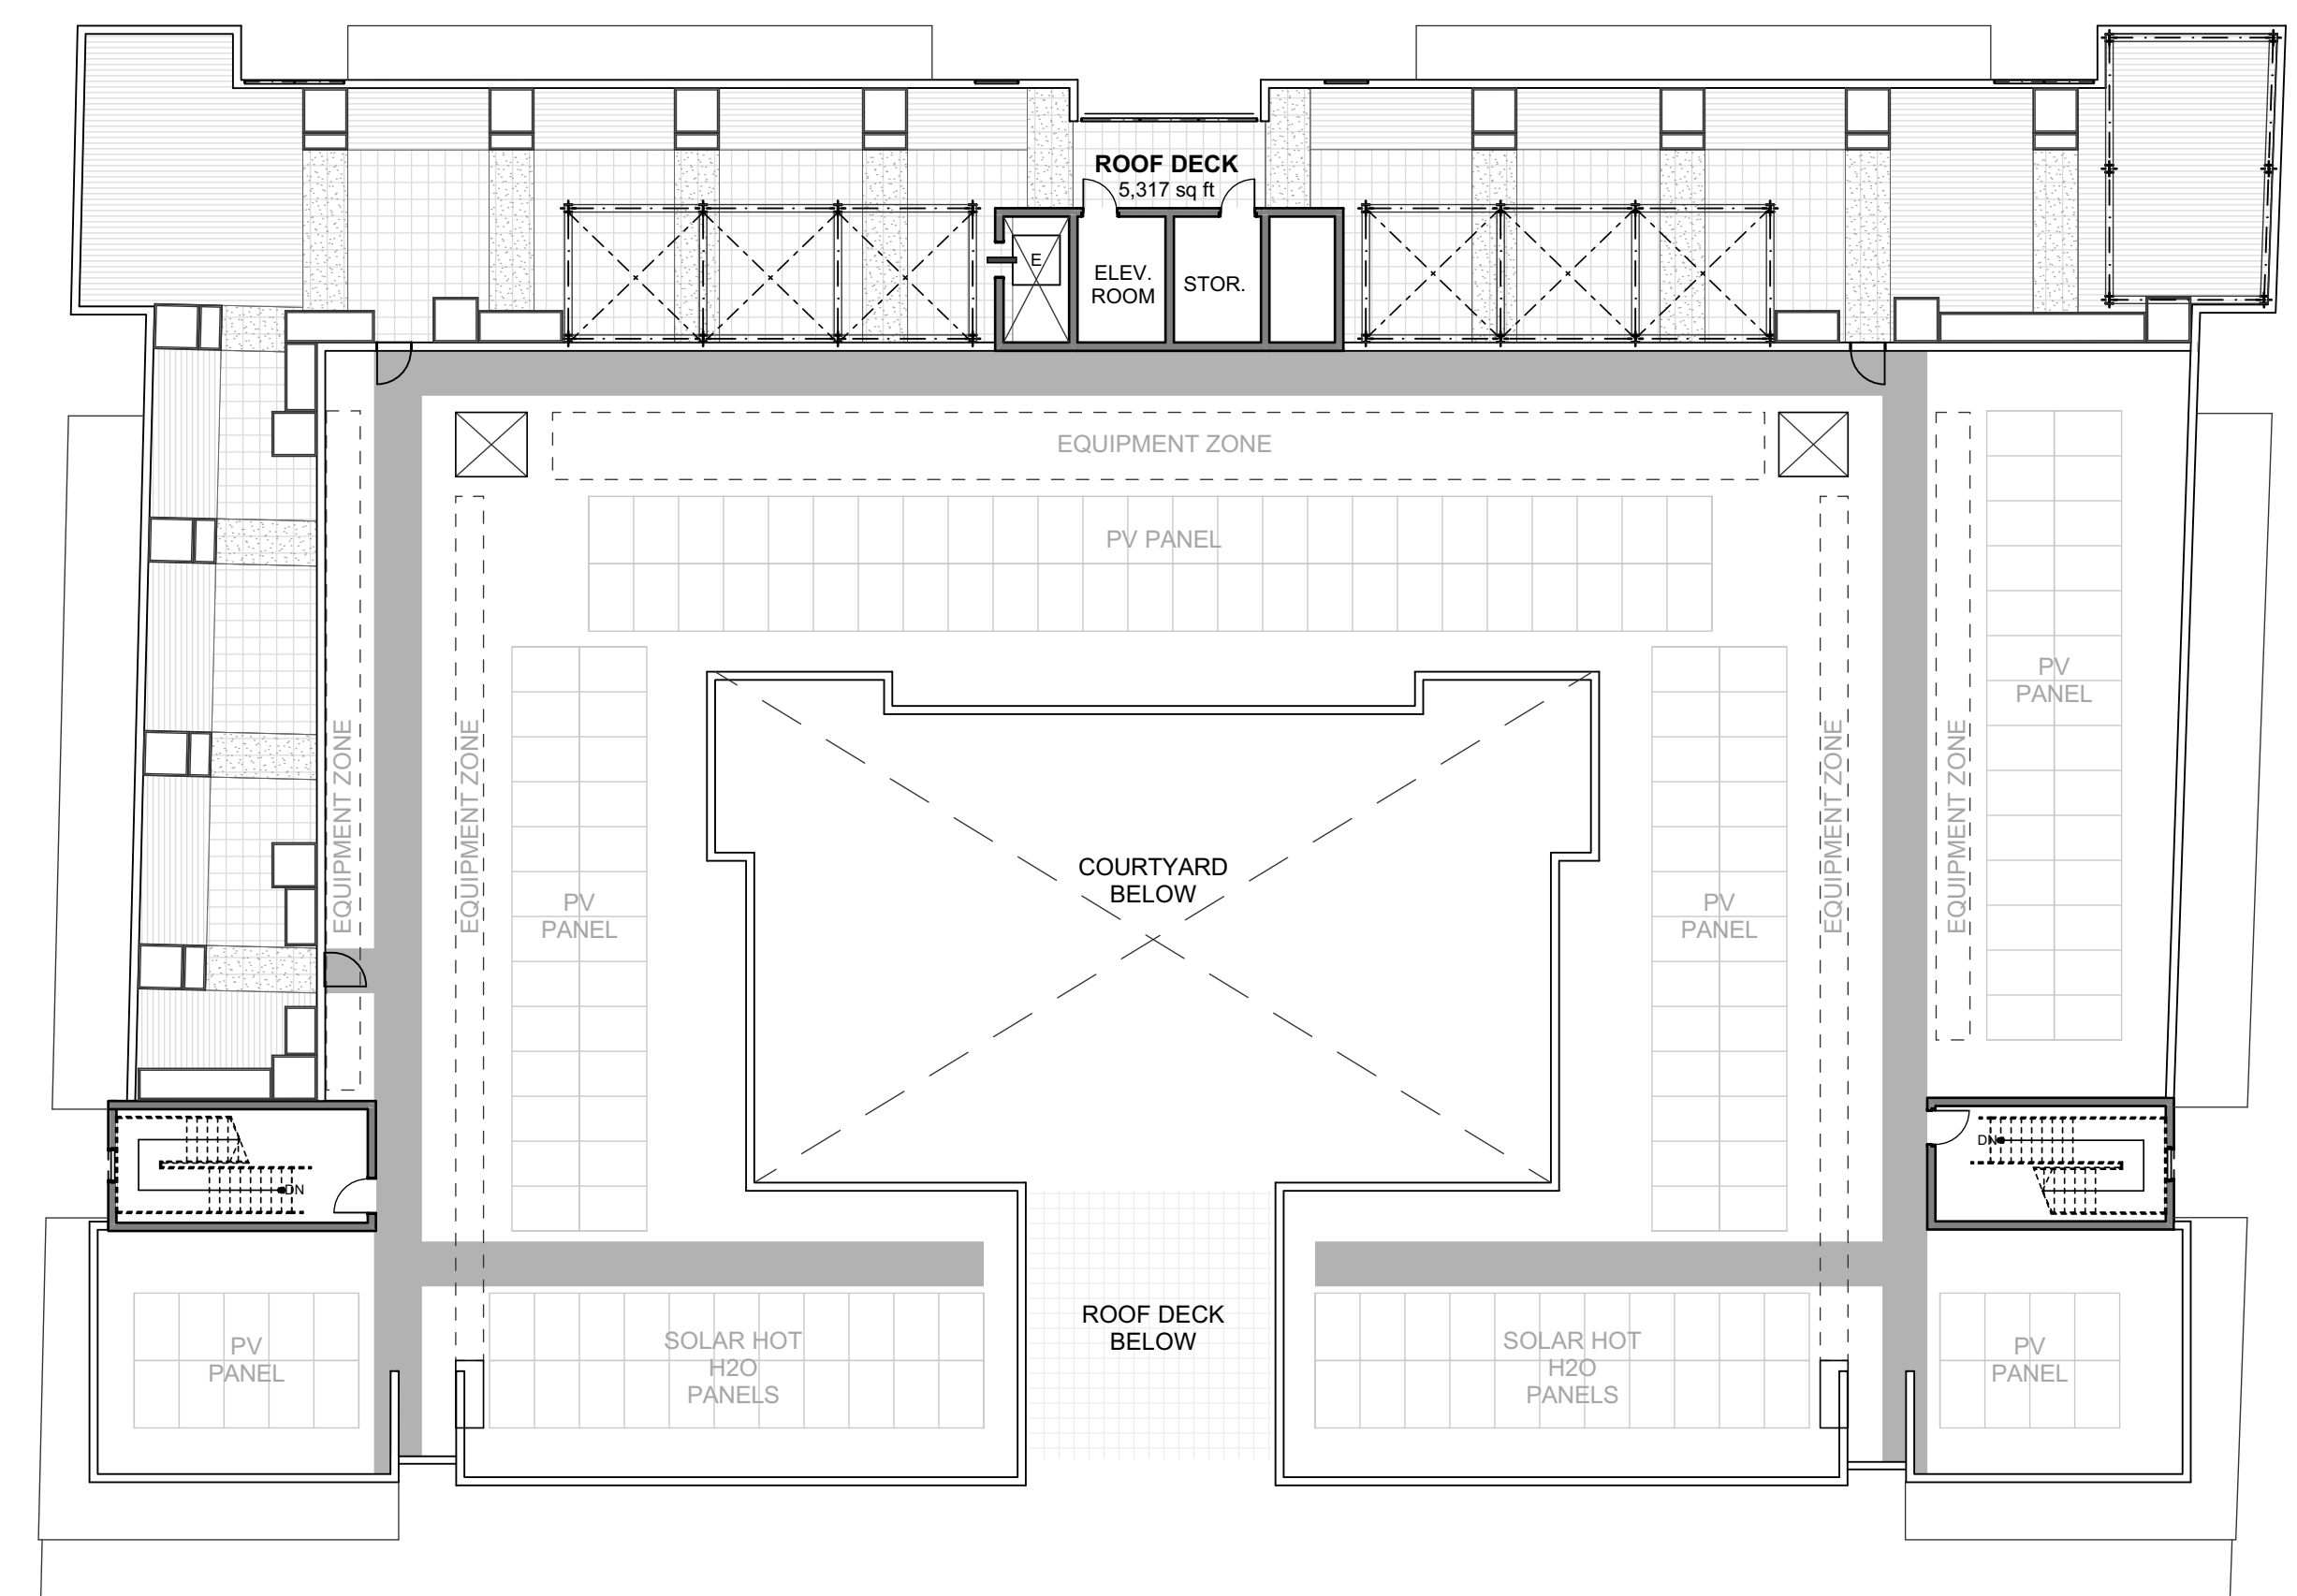 ROOF DECK
5,317 sq ft
E
ELEV.
ROOM
STOR.
EQUIPMENT ZONE
PV PANEL
PV
PANEL
EQUIPMENT ZONE
EQUIPMENT ZONE
EQUIPMENT ZONE
EQUIPMENT ZONE
COURTYARD
BELOW
PV
PANEL
PV
PANEL
DN
DN
ROOF DECK
BELOW
PV
PANEL
SOLAR HOT
H2O
PANELS
SOLAR HOT
H2O
PANELS
PV
PANEL